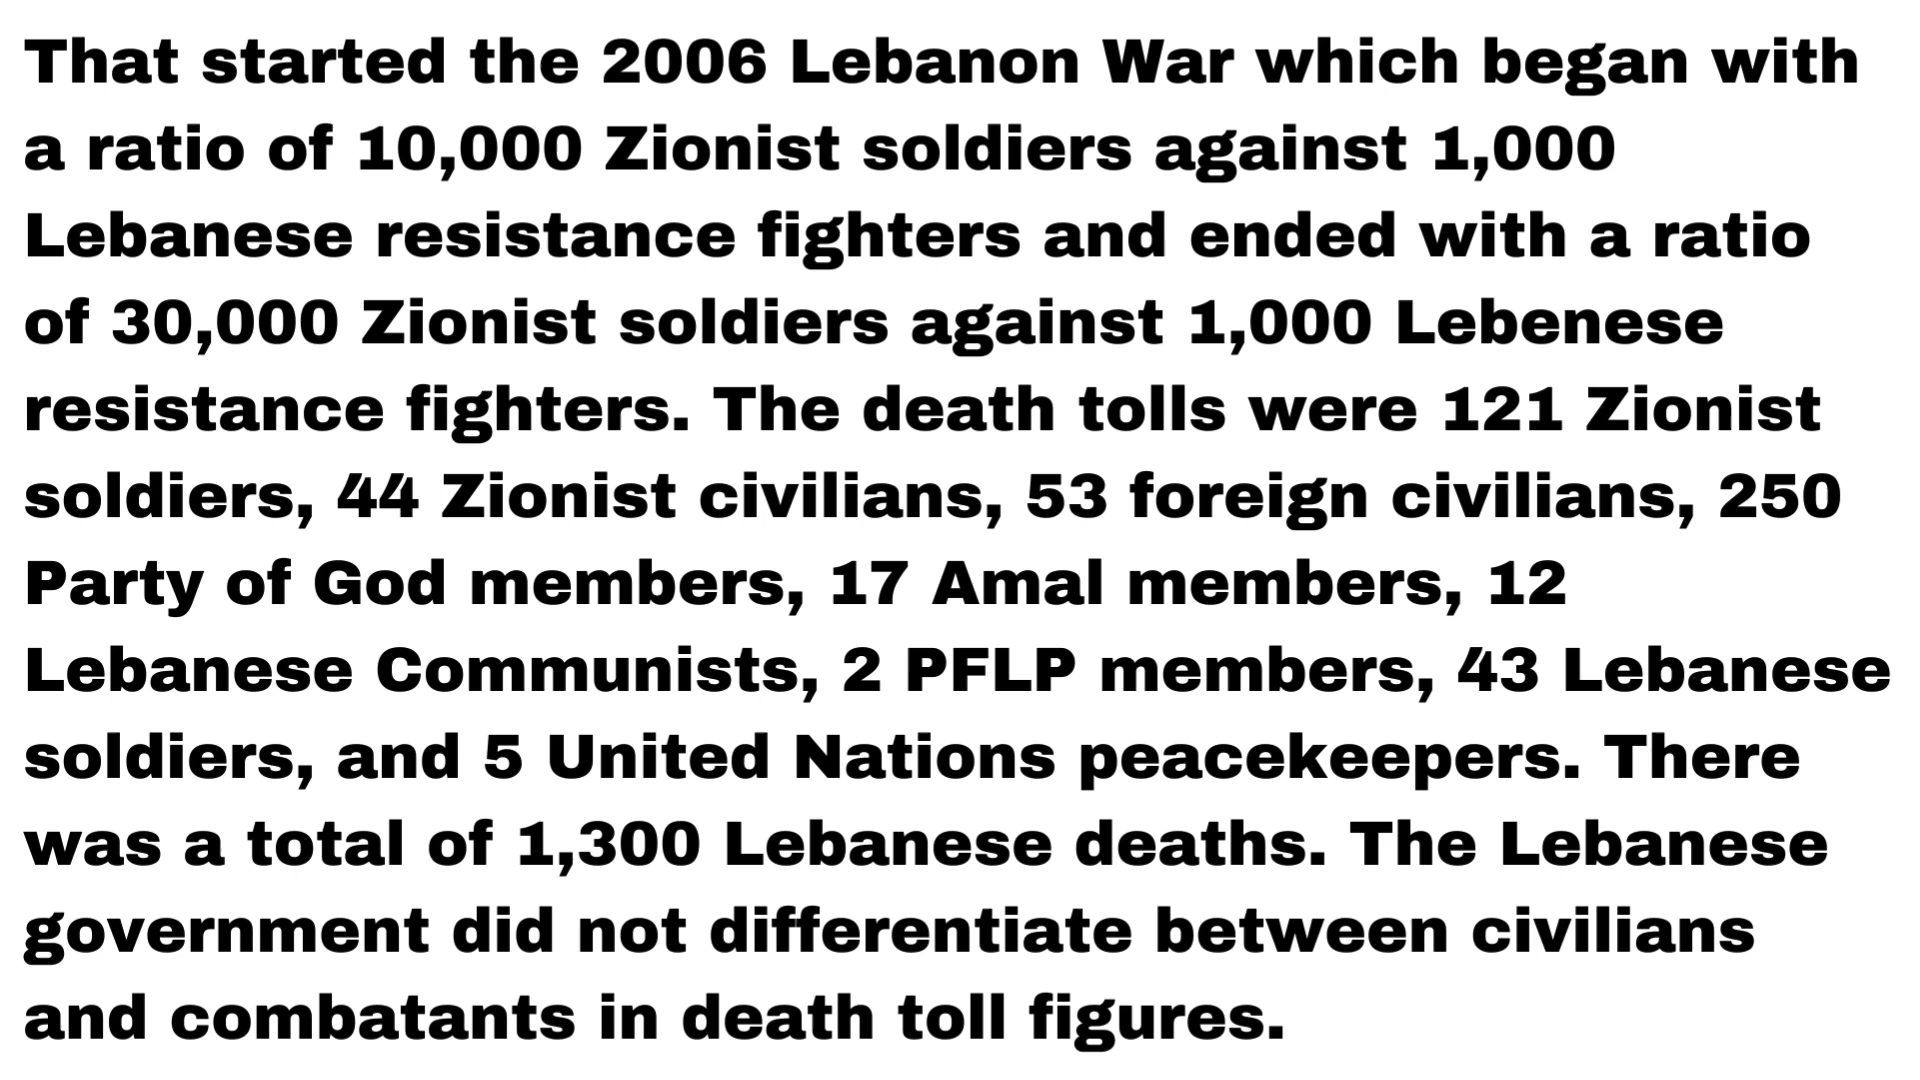 That started the 2006 Lebanon War which began with
a ratio of 10,000 Zionist soldiers against 1,000
Lebanese resistance fighters and ended with a ratio
of 30,000 Zionist soldiers against 1,000 Lebenese
resistance fighters. The death tolls were 121 Zionist
soldiers, 44 Zionist civilians, 53 foreign civilians, 250
Party of God members, 17 Amal members, 12
Lebanese Communists, 2 PFLP members, 43 Lebanese
soldiers, and 5 United Nations peacekeepers. There
was a total of 1,300 Lebanese deaths. The Lebanese
government did not differentiate between civilians
and combatants in death toll figures.